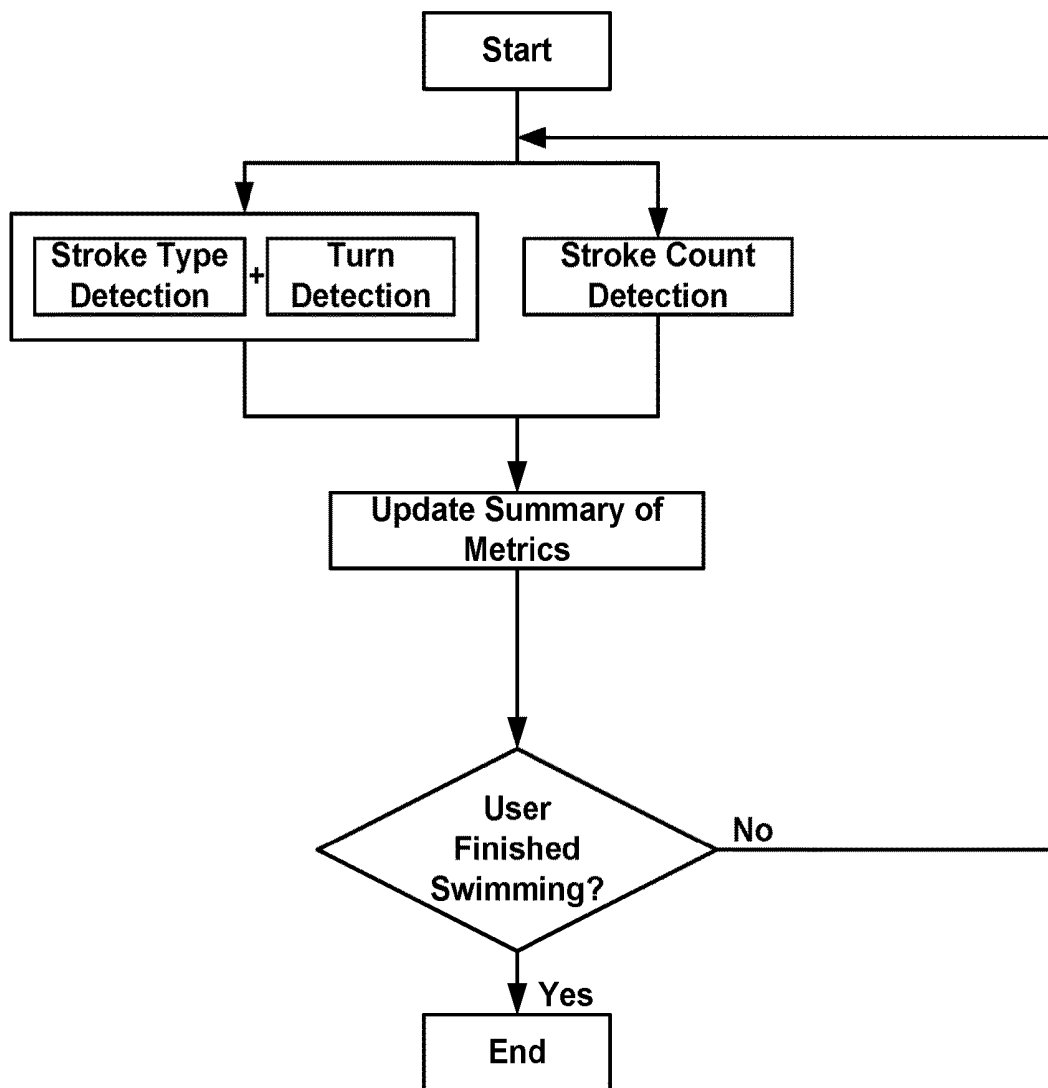 Start
Stroke Type
Detection
+
Turn
Detection
Stroke Count
Detection
Update Summary of
Metrics
User
Finished
Swimming?
No
Yes
End